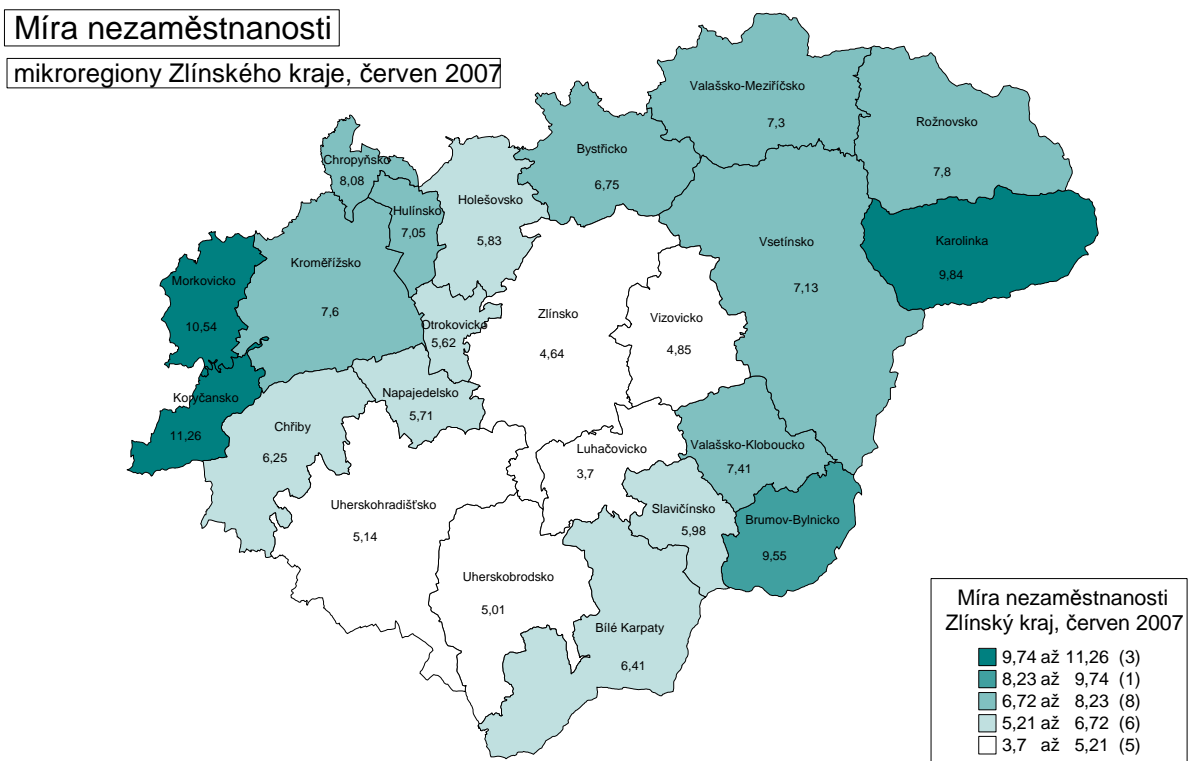 Míra nezaměstnanosti
mikroregiony Zlínského kraje, červen 2007
Valašsko-Meziříčsko
7,3
Rožnovsko
7,8
Bystřicko
6,75
Chropyňsko
8,08
Holešovsko
5,83
Hulínsko
7,05
Vsetínsko
7,13
Karolinka
9,84
Kroměřížsko
7,6
Morkovicko
10,54
Otrokovicko
5,62
Zlínsko
4,64
Vizovicko
4,85
Koryčansko
11,26
Napajedelsko
5,71
Chřiby
6,25
Luhačovicko
3,7
Valašsko-Kloboucko
7,41
Uherskohradišťsko
5,14
Slavičínsko
5,98
Brumov-Bylnicko
9,55
Uherskobrodsko
5,01
Bílé Karpaty
6,41
Míra nezaměstnanosti
Zlínský kraj, červen 2007
9,74 až 11,26 (3)
8,23 až 9,74 (1)
6,72 až 8,23 (8)
5,21 až 6,72 (6)
3,7 až 5,21 (5)